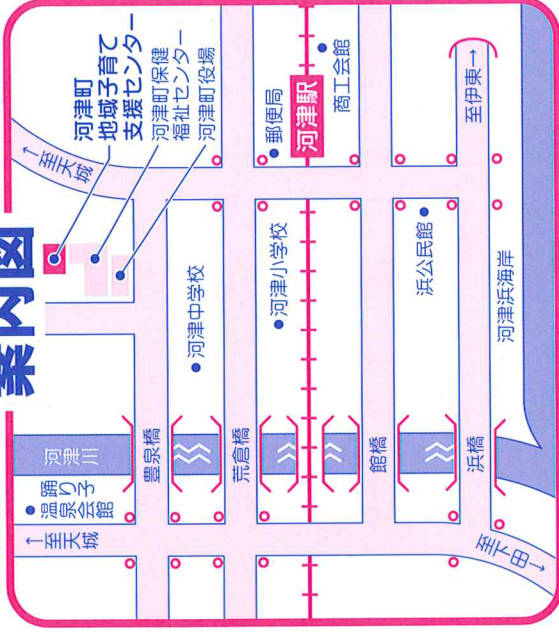 案内図
←至天城
河津町
地域子育て
支援センター
河津町保健
福祉センター
河津町役場
郵便局
河津駅
商工会館
至伊東→
河津中学校
河津小学校
浜公民館
河津浜海岸
河津川
豊泉橋
荒倉橋
館橋
浜橋
踊り子
温泉会館
←至天城
至下田→